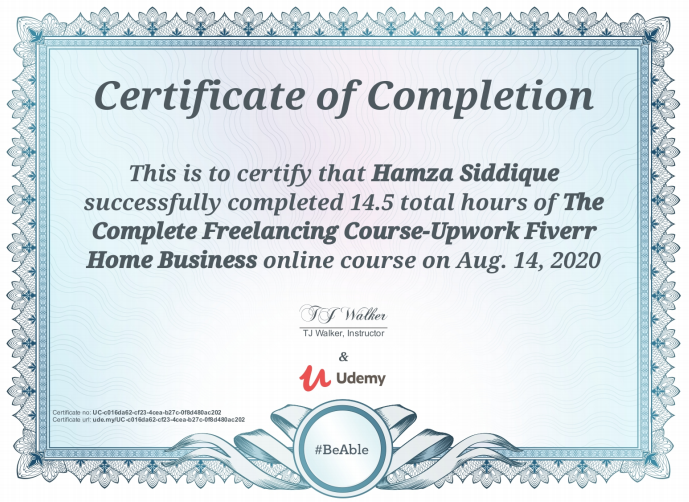 Certificate of Completion
This is to certify that Hamza Siddique
successfully completed 14.5 total hours of The
Complete Freelancing Course-Upwork Fiverr
Home Business online course on Aug. 14, 2020
TJ Walker
TJ Walker, Instructor
&
Udemy
Certificate no: UC-c016da62-cf23-4cea-b27c-0f8d480ac202
Certificate url: ude.my/UC-c016da62-cf23-4cea-b27c-0f8d480ac202
#BeAble